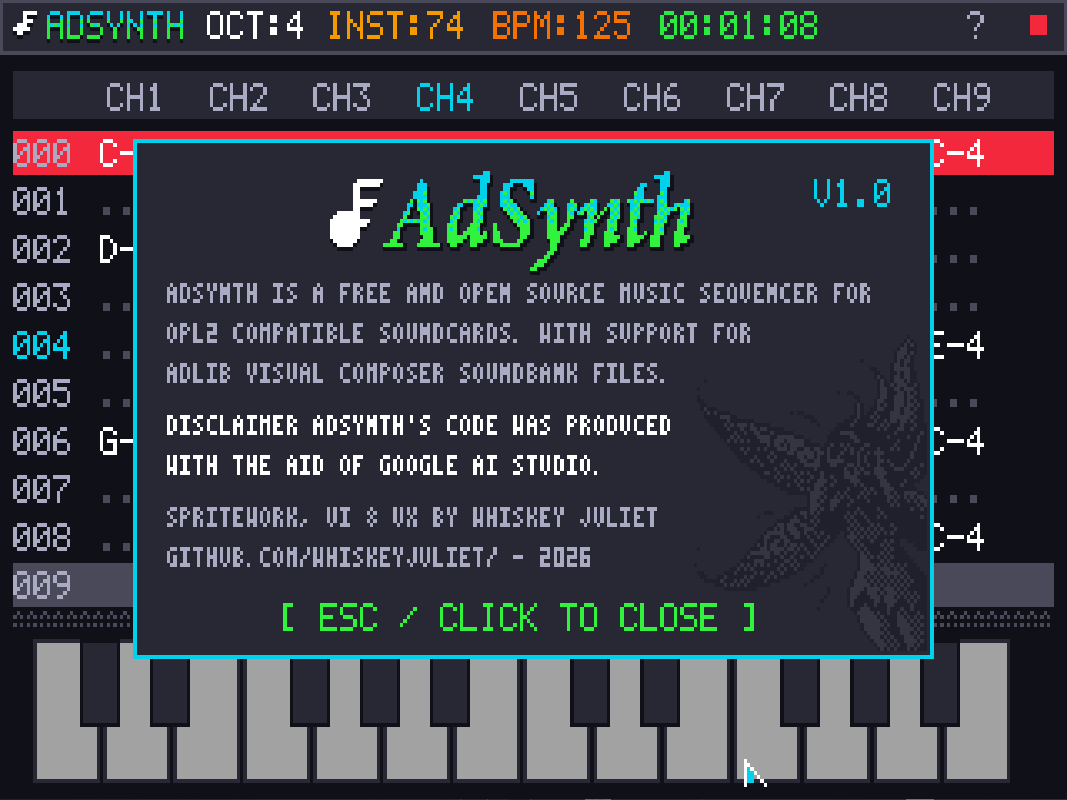 ADSYNTH OCT:4 INST:74 BPM:125 00:01:08 ?
CH1 CH2 CH3 CH4 CH5 CH6 CH7 CH8 CH9
000 C- C-4
001 .. ...
002 D- ...
003 .. ...
004 .. E-4
005 .. ...
006 G- C-4
007 .. ...
008 .. C-4
009
AdSynth V1.0
ADSYNTH IS A FREE AND OPEN SOURCE MUSIC SEQUENCER FOR
OPL2 COMPATIBLE SOUNDCARDS. WITH SUPPORT FOR
ADLIB VISUAL COMPOSER SOUNDBANK FILES.
DISCLAIMER ADSYNTH'S CODE WAS PRODUCED
WITH THE AID OF GOOGLE AI STUDIO.
SPRITEWORK, UI & UX BY WHISKEY JULIET
GITHUB.COM/WHISKEYJULIET/ - 2026
[ ESC / CLICK TO CLOSE ]